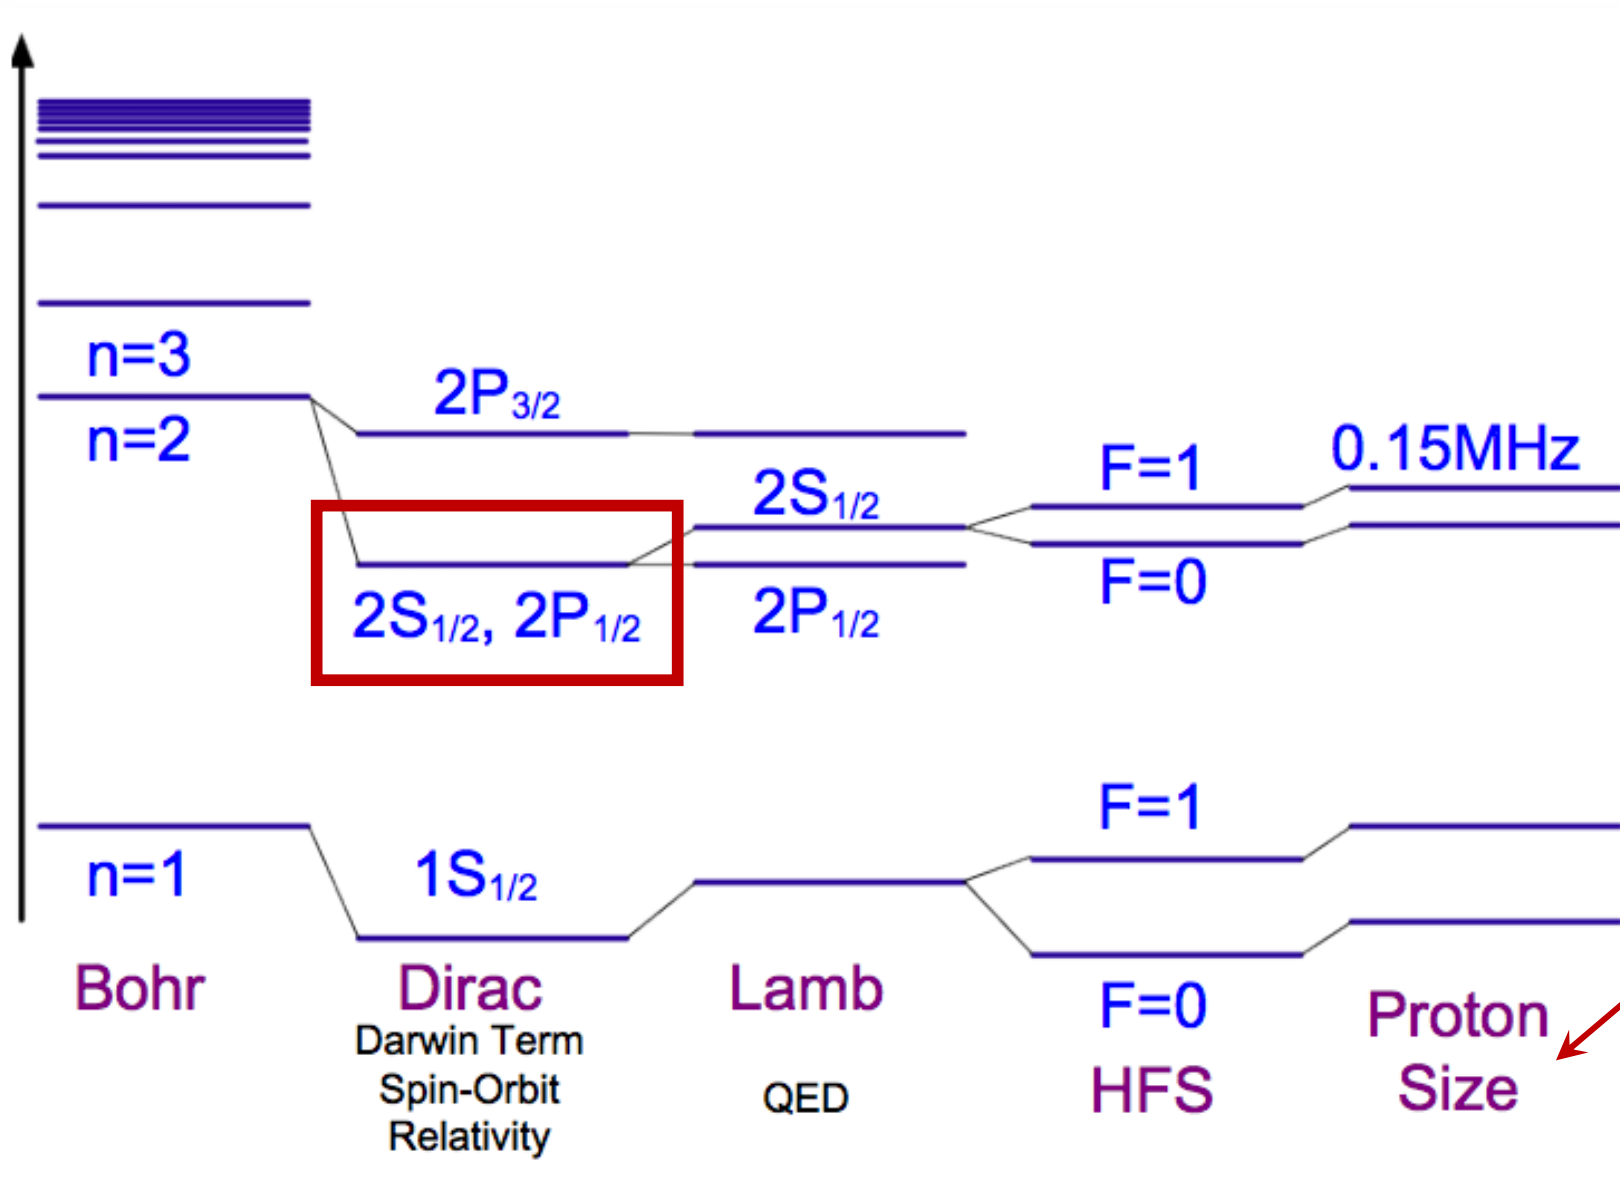 n=3
n=2
2P3/2
2S1/2
2S1/2, 2P1/2
2P1/2
F=1
F=0
0.15MHz
n=1
1S1/2
F=1
F=0
Bohr
Dirac
Darwin Term
Spin-Orbit
Relativity
Lamb
QED
HFS
Proton
Size